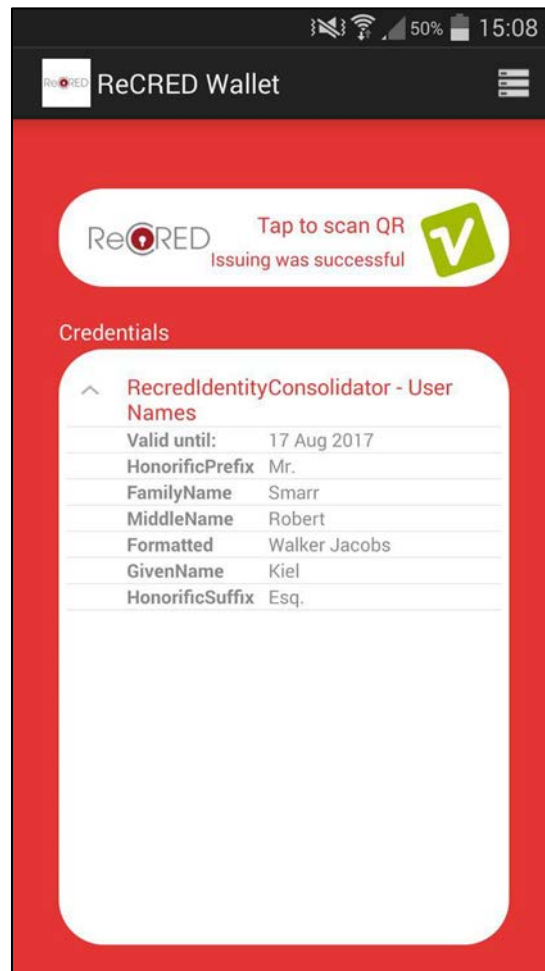 50% 15:08
ReCRED ReCRED Wallet
ReCRED Tap to scan QR
Issuing was successful
Credentials
RecredIdentityConsolidator - User
Names
Valid until: 17 Aug 2017
HonorificPrefix Mr.
FamilyName Smarr
MiddleName Robert
Formatted Walker Jacobs
GivenName Kiel
HonorificSuffix Esq.